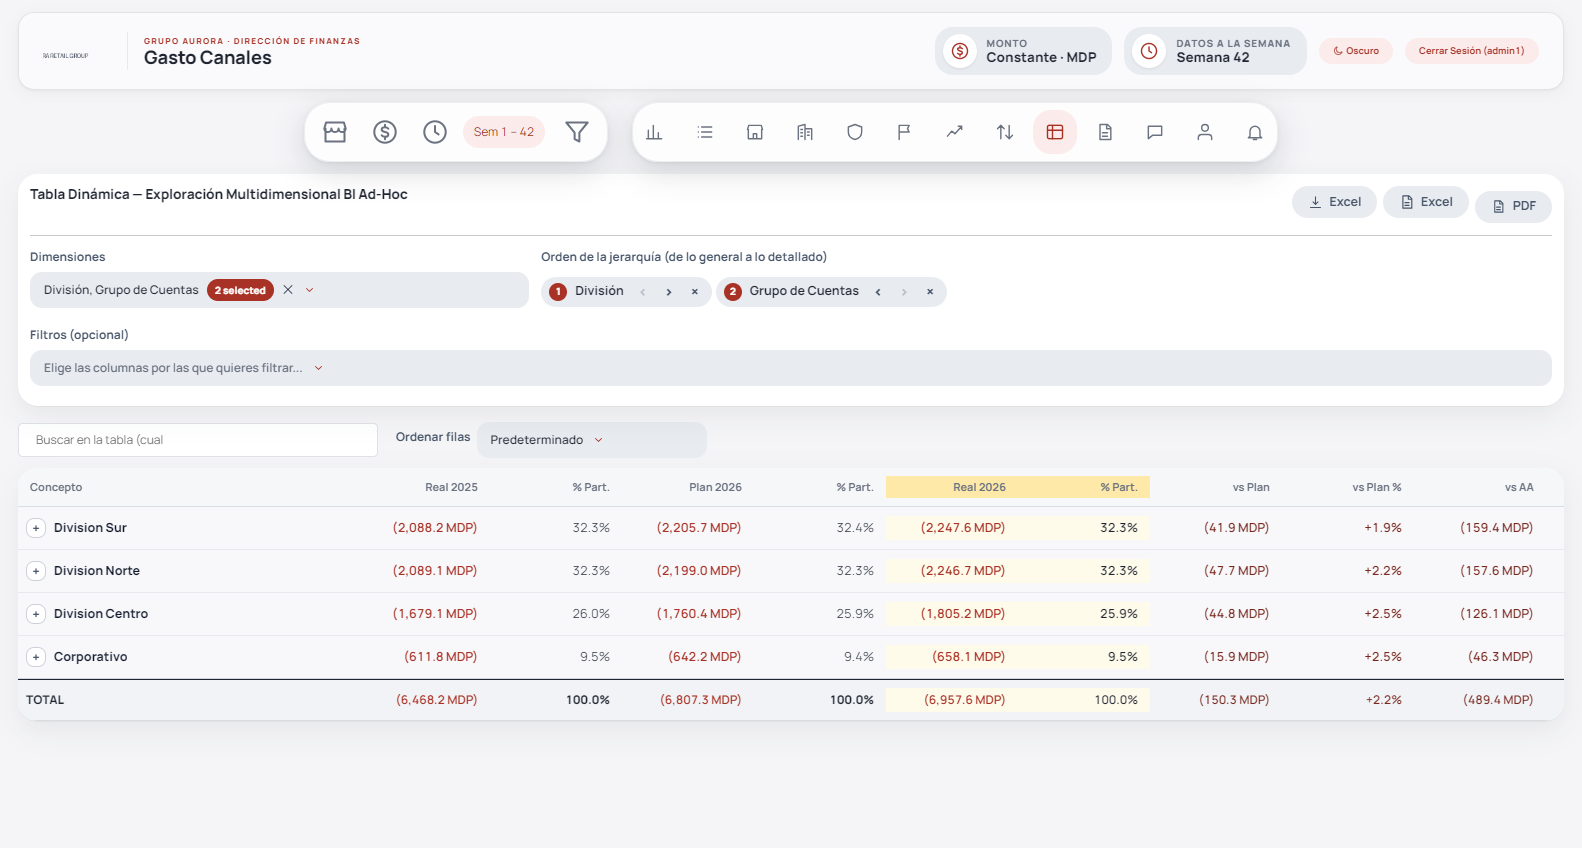 GRUPO AURORA · DIRECCIÓN DE FINANZAS
Gasto Canales
RETAIL GROUP
MONTO
Constante · MDP
DATOS A LA SEMANA
Semana 42
Oscuro
Cerrar Sesión (admin1)
Sem 1 – 42
Tabla Dinámica — Exploración Multidimensional BI Ad-Hoc
Excel
Excel
PDF
Dimensiones
División, Grupo de Cuentas 2 selected
Orden de la jerarquía (de lo general a lo detallado)
1 División ‹ › ×
2 Grupo de Cuentas ‹ › ×
Filtros (opcional)
Elige las columnas por las que quieres filtrar...
Buscar en la tabla (cual
Ordenar filas
Predeterminado
Concepto Real 2025 % Part. Plan 2026 % Part. Real 2026 % Part. vs Plan vs Plan % vs AA
+ Division Sur (2,088.2 MDP) 32.3% (2,205.7 MDP) 32.4% (2,247.6 MDP) 32.3% (41.9 MDP) +1.9% (159.4 MDP)
+ Division Norte (2,089.1 MDP) 32.3% (2,199.0 MDP) 32.3% (2,246.7 MDP) 32.3% (47.7 MDP) +2.2% (157.6 MDP)
+ Division Centro (1,679.1 MDP) 26.0% (1,760.4 MDP) 25.9% (1,805.2 MDP) 25.9% (44.8 MDP) +2.5% (126.1 MDP)
+ Corporativo (611.8 MDP) 9.5% (642.2 MDP) 9.4% (658.1 MDP) 9.5% (15.9 MDP) +2.5% (46.3 MDP)
TOTAL (6,468.2 MDP) 100.0% (6,807.3 MDP) 100.0% (6,957.6 MDP) 100.0% (150.3 MDP) +2.2% (489.4 MDP)